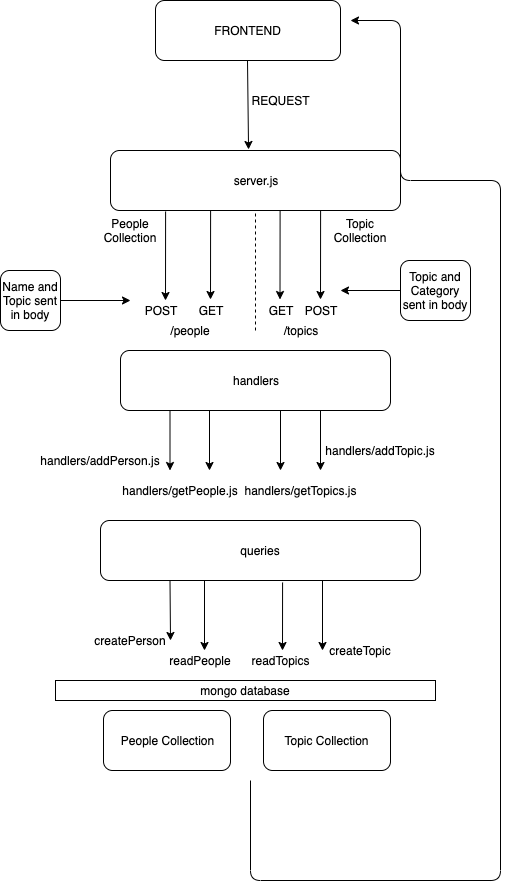 FRONTEND
REQUEST
server.js
People
Collection
Topic
Collection
Name and
Topic sent
in body
Topic and
Category
sent in body
POST
GET
GET
POST
/people
/topics
handlers
handlers/addPerson.js
handlers/addTopic.js
handlers/getPeople.js
handlers/getTopics.js
queries
createPerson
createTopic
readPeople
readTopics
mongo database
People Collection
Topic Collection